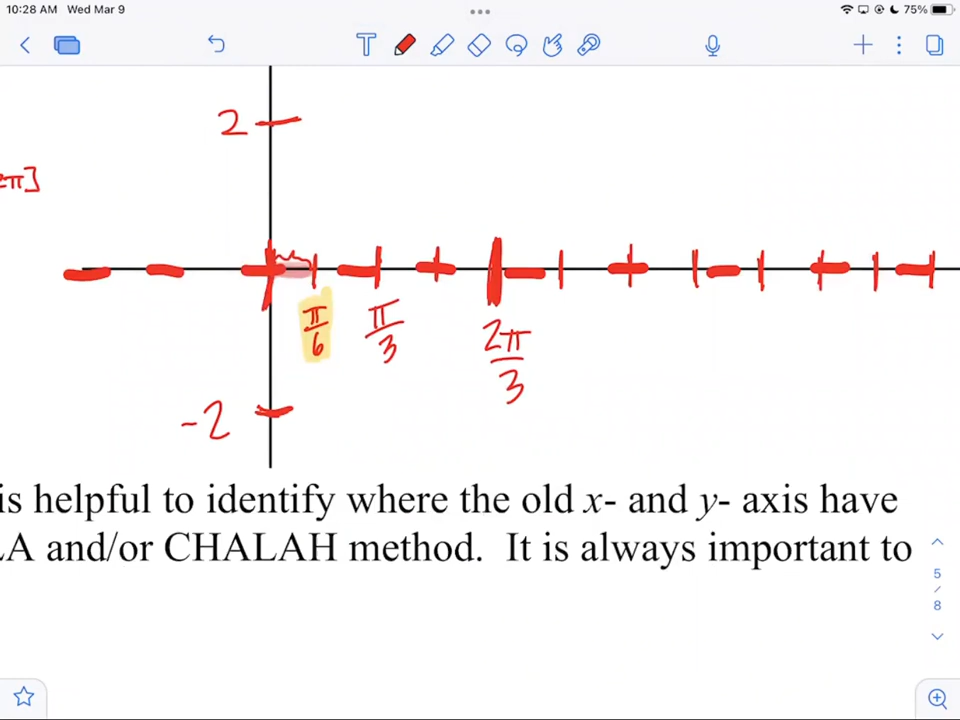 10:28 AM Wed Mar 9
75%
T
2
2π]
π/6
π/3
2π/3
-2
is helpful to identify where the old x- and y- axis have
LA and/or CHALAH method. It is always important to
5
/
8